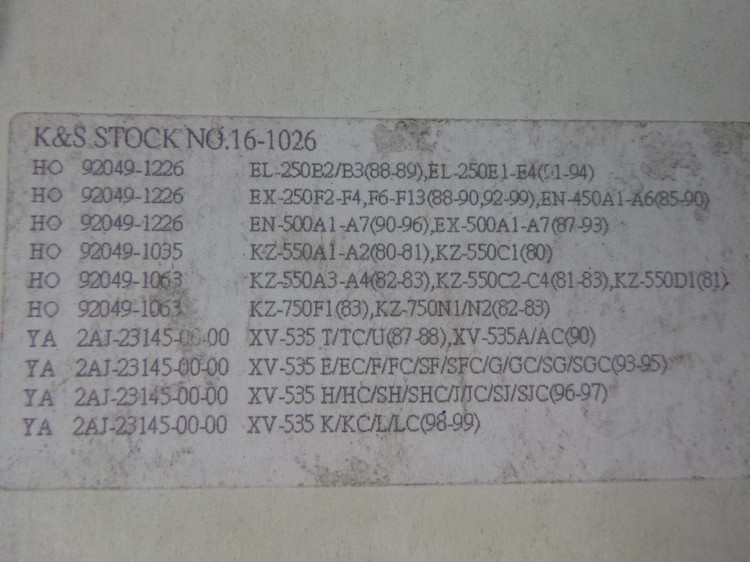 K&S STOCK NO.16-1026
HO 92049-1226 EL-250B2/B3(88-89),EL-250E1-E4(91-94)
HO 92049-1226 EX-250F2-F4,F6-F13(88-90,92-99),EN-450A1-A6(85-90)
HO 92049-1226 EN-500A1-A7(90-96),EX-500A1-A7(87-93)
HO 92049-1035 KZ-550A1-A2(80-81),KZ-550C1(80)
HO 92049-1063 KZ-550A3-A4(82-83),KZ-550C2-C4(81-83),KZ-550D1(81)
HO 92049-1063 KZ-750F1(83),KZ-750N1/N2(82-83)
YA 2AJ-23145-00-00 XV-535 T/TC/U(87-88),XV-535A/AC(90)
YA 2AJ-23145-00-00 XV-535 E/EC/F/FC/SF/SFC/G/GC/SG/SGC(93-95)
YA 2AJ-23145-00-00 XV-535 H/HC/SH/SHC/J/JC/SJ/SJC(96-97)
YA 2AJ-23145-00-00 XV-535 K/KC/L/LC(98-99)